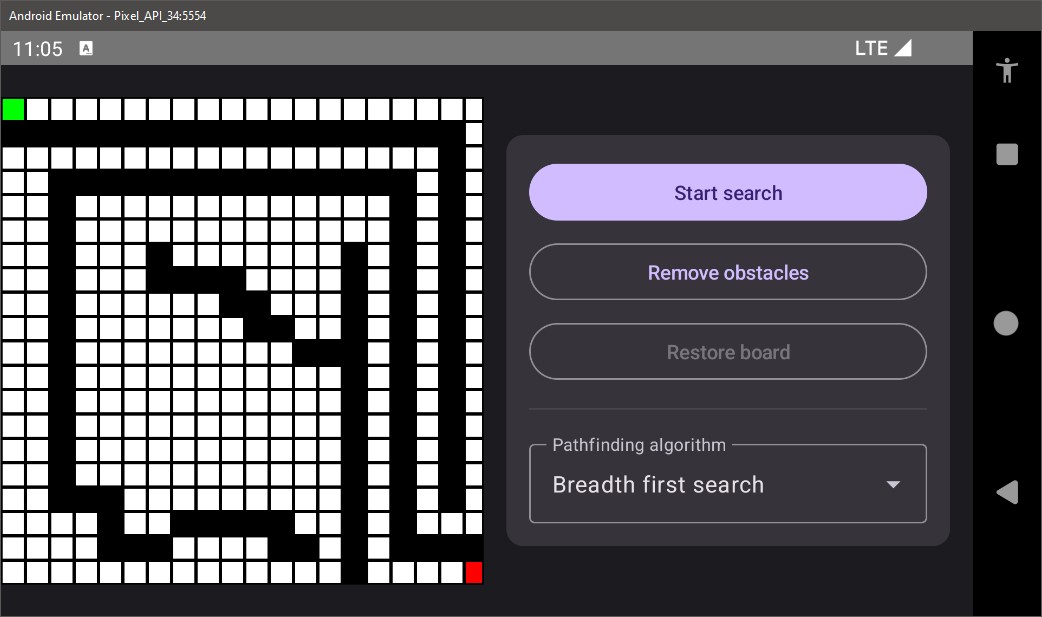 Android Emulator - Pixel_API_34:5554
11:05 A LTE
Start search
Remove obstacles
Restore board
Pathfinding algorithm
Breadth first search